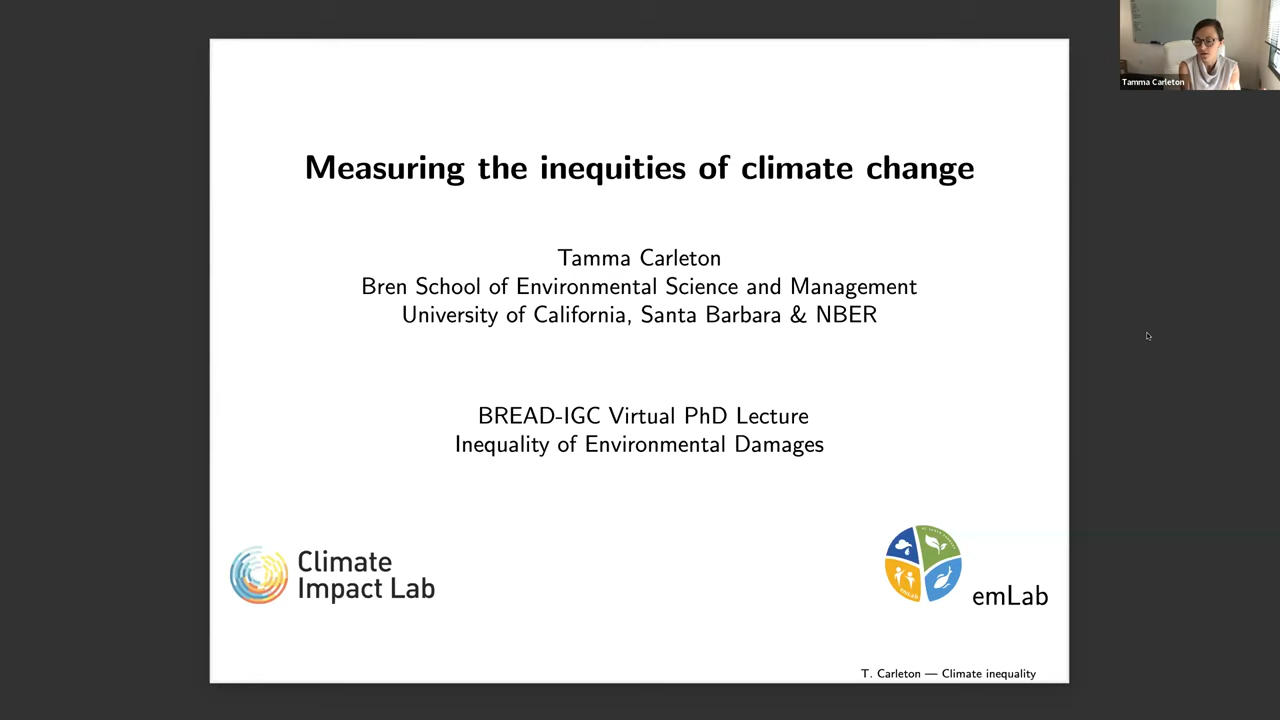 Tamma Carleton
Measuring the inequities of climate change
Tamma Carleton
Bren School of Environmental Science and Management
University of California, Santa Barbara & NBER
BREAD-IGC Virtual PhD Lecture
Inequality of Environmental Damages
Climate
Impact Lab
emLab
T. Carleton — Climate inequality